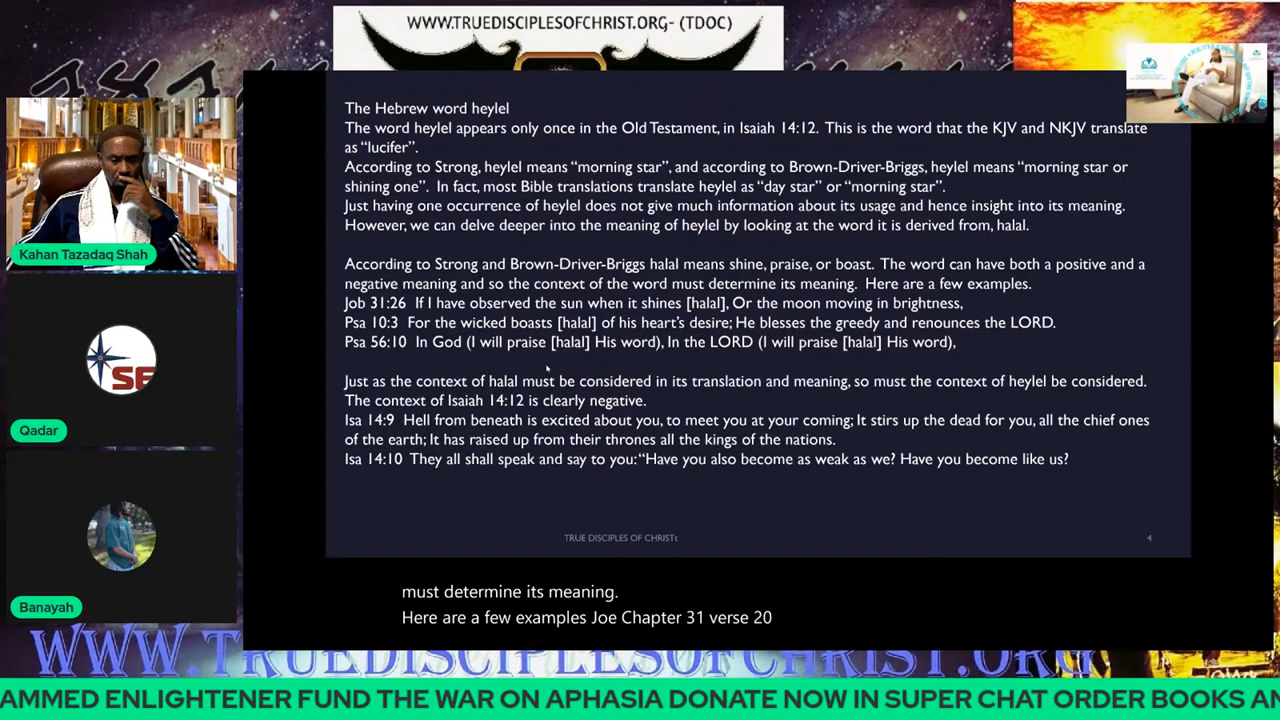 WWW.TRUEDISCIPLESOFCHRIST.ORG- (TDOC)
The Hebrew word heylel
The word heylel appears only once in the Old Testament, in Isaiah 14:12. This is the word that the KJV and NKJV translate
as “lucifer”.
According to Strong, heylel means “morning star”, and according to Brown-Driver-Briggs, heylel means “morning star or
shining one”. In fact, most Bible translations translate heylel as “day star” or “morning star”.
Just having one occurrence of heylel does not give much information about its usage and hence insight into its meaning.
However, we can delve deeper into the meaning of heylel by looking at the word it is derived from, halal.
According to Strong and Brown-Driver-Briggs halal means shine, praise, or boast. The word can have both a positive and a
negative meaning and so the context of the word must determine its meaning. Here are a few examples.
Job 31:26 If I have observed the sun when it shines [halal], Or the moon moving in brightness,
Psa 10:3 For the wicked boasts [halal] of his heart's desire; He blesses the greedy and renounces the LORD.
Psa 56:10 In God (I will praise [halal] His word), In the LORD (I will praise [halal] His word),
Just as the context of halal must be considered in its translation and meaning, so must the context of heylel be considered.
The context of Isaiah 14:12 is clearly negative.
Isa 14:9 Hell from beneath is excited about you, to meet you at your coming; It stirs up the dead for you, all the chief ones
of the earth; It has raised up from their thrones all the kings of the nations.
Isa 14:10 They all shall speak and say to you: “Have you also become as weak as we? Have you become like us?
TRUE DISCIPLES OF CHRISTt
4
Kahan Tazadaq Shah
SE
Qadar
Banayah
must determine its meaning.
Here are a few examples Joe Chapter 31 verse 20
WWW.TRUEDISCIPLESOFCHRIST.ORG
AMMED ENLIGHTENER FUND THE WAR ON APHASIA DONATE NOW IN SUPER CHAT ORDER BOOKS AN